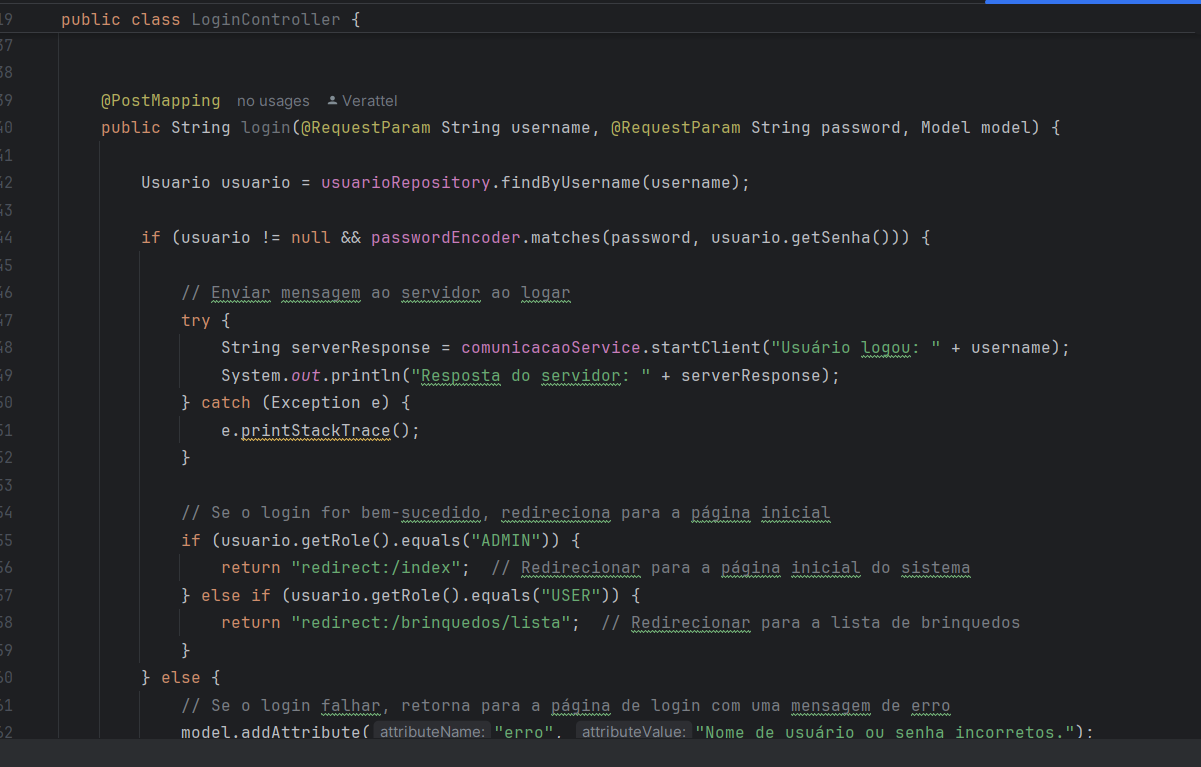 19 public class LoginController {
37
38
39 @PostMapping no usages Verattel
40 public String login(@RequestParam String username, @RequestParam String password, Model model) {
41
42 Usuario usuario = usuarioRepository.findByUsername(username);
43
44 if (usuario != null && passwordEncoder.matches(password, usuario.getSenha())) {
45
46 // Enviar mensagem ao servidor ao logar
47 try {
48 String serverResponse = comunicacaoService.startClient("Usuário logou: " + username);
49 System.out.println("Resposta do servidor: " + serverResponse);
50 } catch (Exception e) {
51 e.printStackTrace();
52 }
53
54 // Se o login for bem-sucedido, redireciona para a página inicial
55 if (usuario.getRole().equals("ADMIN")) {
56 return "redirect:/index"; // Redirecionar para a página inicial do sistema
57 } else if (usuario.getRole().equals("USER")) {
58 return "redirect:/brinquedos/lista"; // Redirecionar para a lista de brinquedos
59 }
60 } else {
61 // Se o login falhar, retorna para a página de login com uma mensagem de erro
62 model.addAttribute( attributeName: "erro", attributeValue: "Nome de usuário ou senha incorretos.");